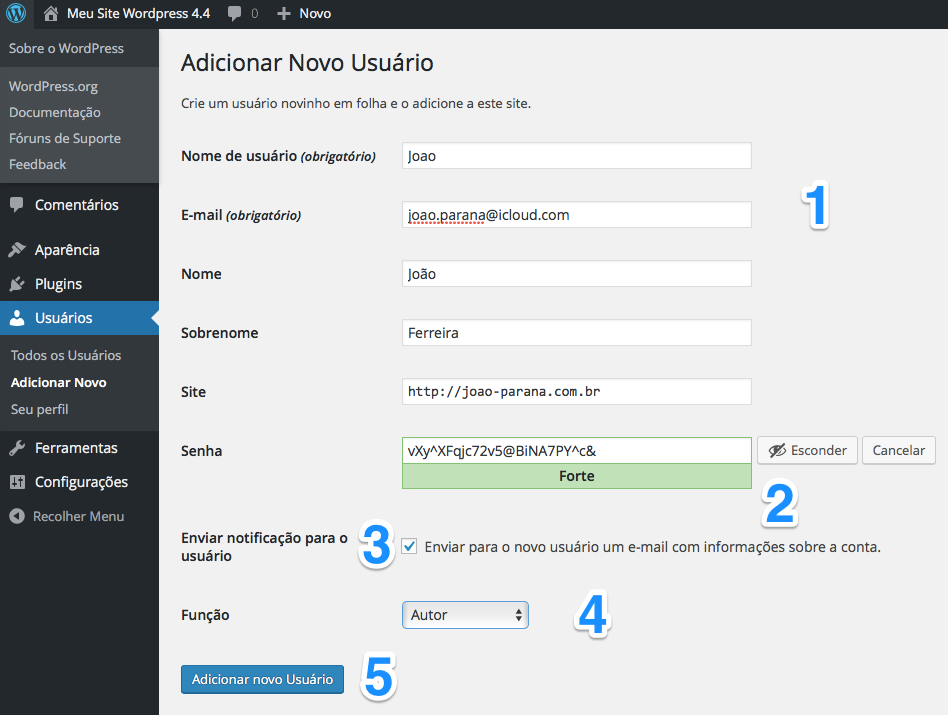 Meu Site Wordpress 4.4 0 Novo
Sobre o WordPress
WordPress.org
Documentação
Fóruns de Suporte
Feedback
Comentários
Aparência
Plugins
Usuários
Todos os Usuários
Adicionar Novo
Seu perfil
Ferramentas
Configurações
Recolher Menu
Adicionar Novo Usuário
Crie um usuário novinho em folha e o adicione a este site.
Nome de usuário (obrigatório) Joao
1
E-mail (obrigatório) joao.parana@icloud.com
Nome João
Sobrenome Ferreira
Site http://joao-parana.com.br
Senha vXy^XFqjc72v5@BiNA7PY^c& Esconder Cancelar
Forte
2
Enviar notificação para o
usuário
3 Enviar para o novo usuário um e-mail com informações sobre a conta.
Função Autor 4
Adicionar novo Usuário 5